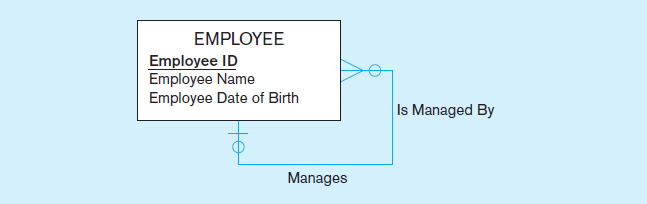 EMPLOYEE
Employee ID
Employee Name
Employee Date of Birth
Is Managed By
Manages